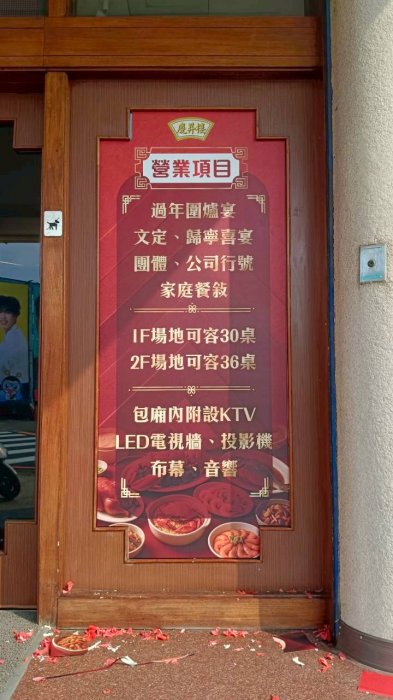 慶昇樓
營業項目
過年圍爐宴
文定、歸寧喜宴
團體、公司行號
家庭餐敍
1F場地可容30桌
2F場地可容36桌
包廂內附設KTV
LED電視牆、投影機
布幕、音響